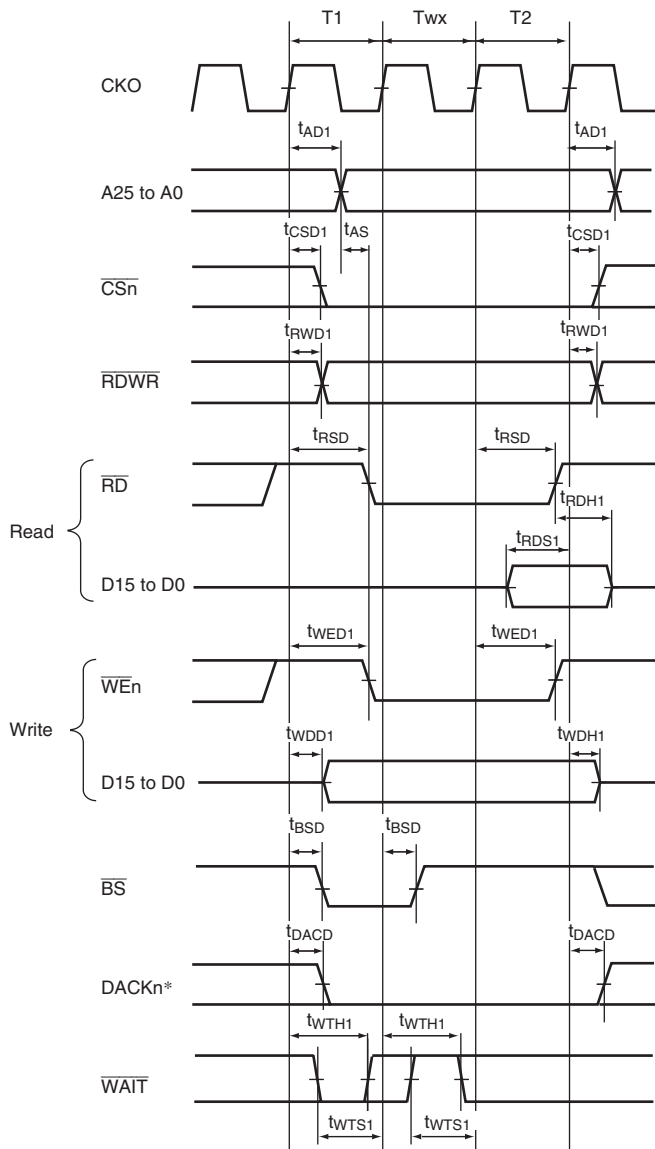 T1 Twx T2
CKO
tAD1 tAD1
A25 to A0
tCSD1 tAS tCSD1
CSn
tRWD1 tRWD1
RDWR
tRSD tRSD
RD
tRDH1
Read
tRDS1
D15 to D0
tWED1 tWED1
WEn
Write
tWDD1 tWDH1
D15 to D0
tBSD tBSD
BS
tDACD tDACD
DACKn*
tWTH1 tWTH1
WAIT
tWTS1 tWTS1